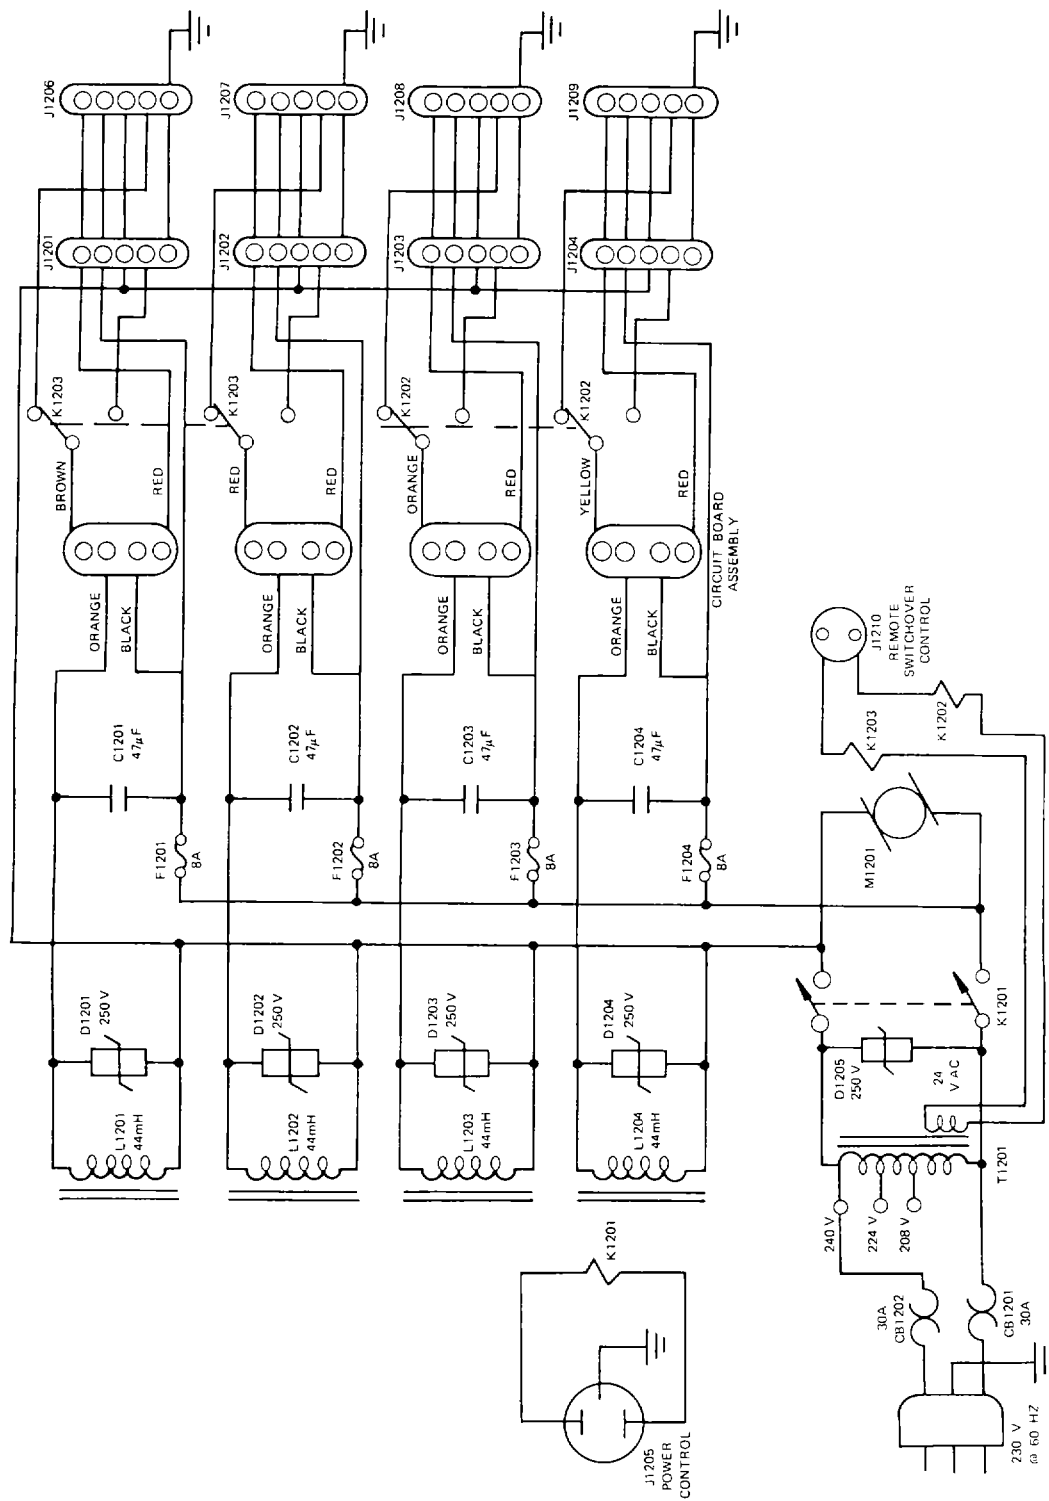 J1206
J1207
J1208
J1209
J1201
J1202
J1203
J1204
K1203
K1203
K1202
K1202
BROWN
RED
RED
RED
ORANGE
RED
YELLOW
RED
CIRCUIT BOARD
ASSEMBLY
ORANGE
BLACK
ORANGE
BLACK
ORANGE
BLACK
ORANGE
BLACK
J1210
REMOTE
SWITCHOVER
CONTROL
C1201
47µF
C1202
47µF
C1203
47µF
C1204
47µF
K1203
K1202
F1201
8A
F1202
8A
F1203
8A
F1204
8A
M1201
D1201
250 V
D1202
250 V
D1203
250 V
D1204
250 V
D1205
250 V
K1201
24
V AC
L1201
44mH
L1202
44mH
L1203
44mH
L1204
44mH
T1201
240 V
224 V
208 V
K1201
30A
CB1202
CB1201
30A
J1205
POWER
CONTROL
230 V
@ 60 HZ